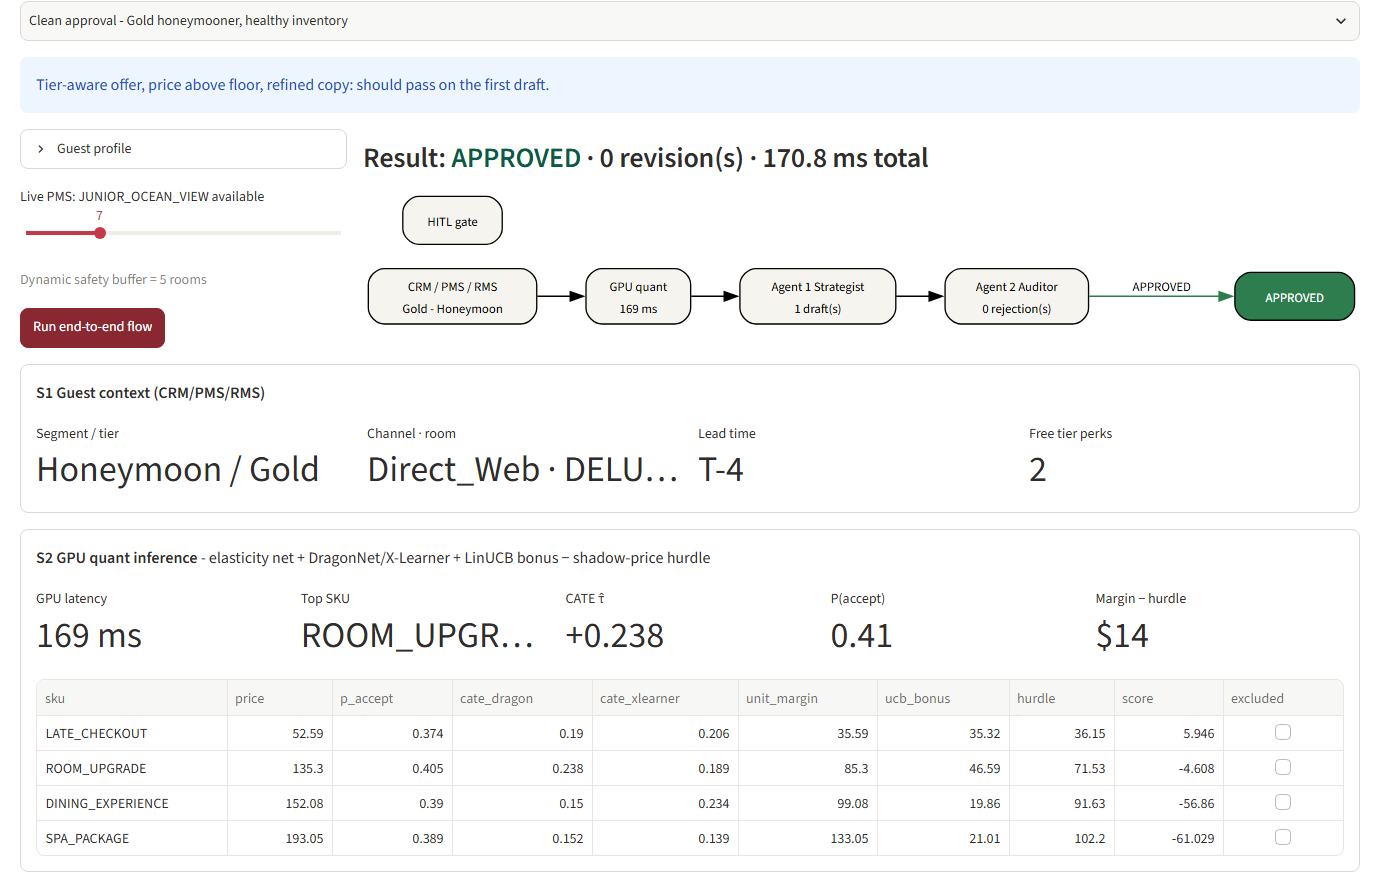 Clean approval - Gold honeymooner, healthy inventory
Tier-aware offer, price above floor, refined copy: should pass on the first draft.
Guest profile
Live PMS: JUNIOR_OCEAN_VIEW available
7
Dynamic safety buffer = 5 rooms
Run end-to-end flow
Result: APPROVED · 0 revision(s) · 170.8 ms total
HITL gate
CRM / PMS / RMS
Gold - Honeymoon
GPU quant
169 ms
Agent 1 Strategist
1 draft(s)
Agent 2 Auditor
0 rejection(s)
APPROVED
APPROVED
S1 Guest context (CRM/PMS/RMS)
Segment / tier
Honeymoon / Gold
Channel · room
Direct_Web · DELU…
Lead time
T-4
Free tier perks
2
S2 GPU quant inference - elasticity net + DragonNet/X-Learner + LinUCB bonus − shadow-price hurdle
GPU latency
169 ms
Top SKU
ROOM_UPGR…
CATE τ̂
+0.238
P(accept)
0.41
Margin − hurdle
$14
sku price p_accept cate_dragon cate_xlearner unit_margin ucb_bonus hurdle score excluded
LATE_CHECKOUT 52.59 0.374 0.19 0.206 35.59 35.32 36.15 5.946
ROOM_UPGRADE 135.3 0.405 0.238 0.189 85.3 46.59 71.53 -4.608
DINING_EXPERIENCE 152.08 0.39 0.15 0.234 99.08 19.86 91.63 -56.86
SPA_PACKAGE 193.05 0.389 0.152 0.139 133.05 21.01 102.2 -61.029